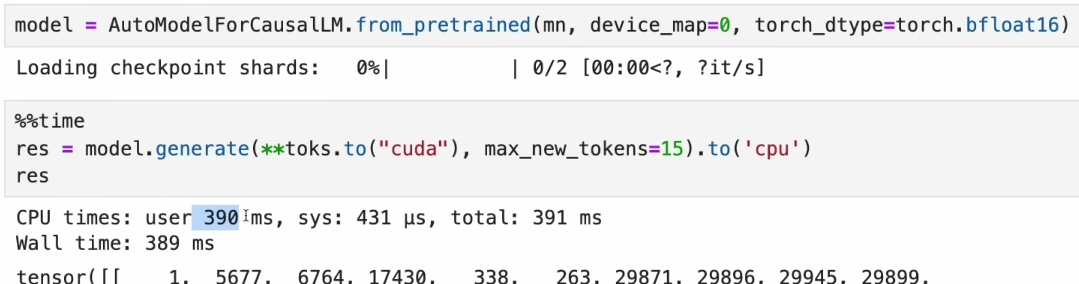 model = AutoModelForCausalLM.from_pretrained(mn, device_map=0, torch_dtype=torch.bfloat16)
Loading checkpoint shards:   0%|          | 0/2 [00:00<?, ?it/s]
%%time
res = model.generate(**toks.to("cuda"), max_new_tokens=15).to('cpu')
res
CPU times: user 390 ms, sys: 431 µs, total: 391 ms
Wall time: 389 ms
tensor([[    1,  5677,  6764, 17430,   338,   263, 29871, 29896, 29945, 29899,